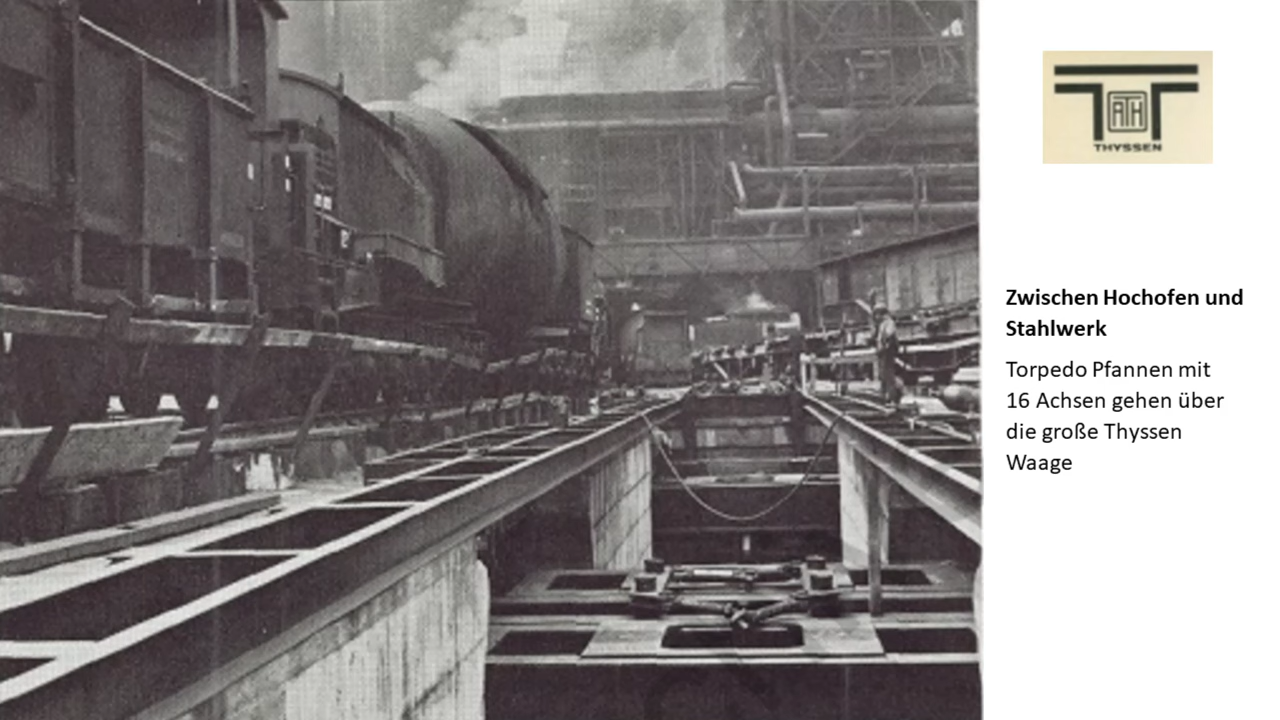 ATH
THYSSEN
Zwischen Hochofen und
Stahlwerk
Torpedo Pfannen mit
16 Achsen gehen über
die große Thyssen
Waage